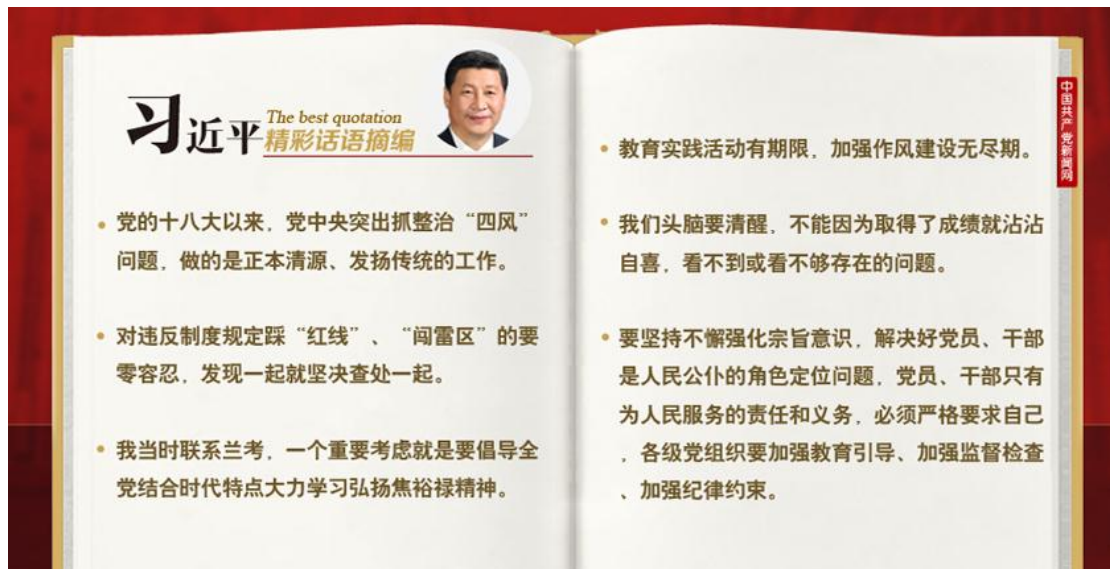 习近平
The best quotation
精彩话语摘编
党的十八大以来，党中央突出抓整治“四风”
问题，做的是正本清源、发扬传统的工作。
对违反制度规定踩“红线”、“闯雷区”的要
零容忍，发现一起就坚决查处一起。
我当时联系兰考，一个重要考虑就是要倡导全
党结合时代特点大力学习弘扬焦裕禄精神。
教育实践活动有期限，加强作风建设无尽期。
我们头脑要清醒，不能因为取得了成绩就沾沾
自喜，看不到或看不够存在的问题。
要坚持不懈强化宗旨意识，解决好党员、干部
是人民公仆的角色定位问题，党员、干部只有
为人民服务的责任和义务，必须严格要求自己
，各级党组织要加强教育引导、加强监督检查
、加强纪律约束。
中国共产党新闻网